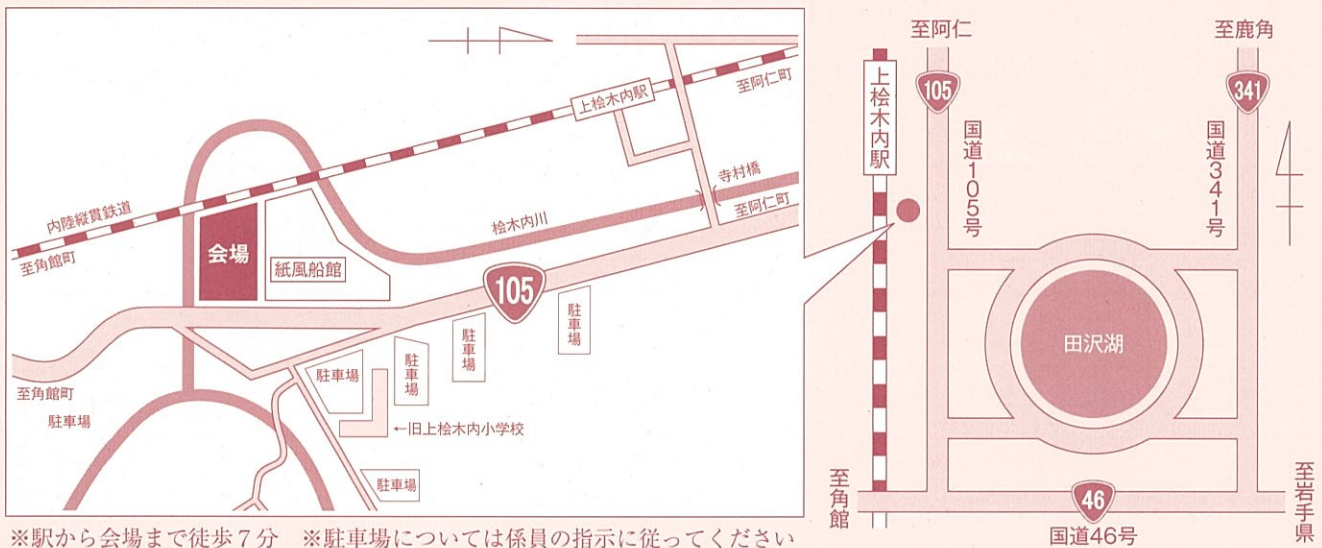 上桧木内駅
至阿仁町
内陸縦貫鉄道
至角館町
会場
紙風船館
桧木内川
寺村橋
至阿仁町
105
駐車場
駐車場
駐車場
駐車場
至角館町
駐車場
←旧上桧木内小学校
駐車場
※駅から会場まで徒歩7分 ※駐車場については係員の指示に従ってください
至阿仁
至鹿角
105
341
上桧木内駅
国道105号
国道341号
田沢湖
至角館
46
国道46号
至岩手県